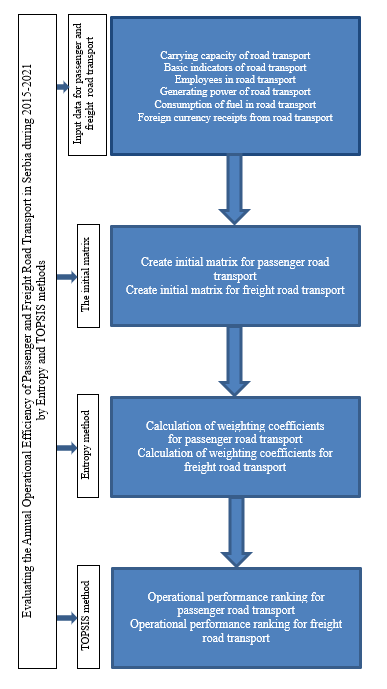 Evaluating the Annual Operational Efficiency of Passenger and Freight Road Transport in Serbia during 2015-2021
by Entropy and TOPSIS methods
Input data for passenger and
freight road transport
Carrying capacity of road transport
Basic indicators of road transport
Employees in road transport
Generating power of road transport
Consumption of fuel in road transport
Foreign currency receipts from road transport
The initial matrix
Create initial matrix for passenger road
transport
Create initial matrix for freight road transport
Entropy method
Calculation of weighting coefficients
for passenger road transport
Calculation of weighting coefficients for
freight road transport
TOPSIS method
Operational performance ranking for
passenger road transport
Operational performance ranking for freight
road transport